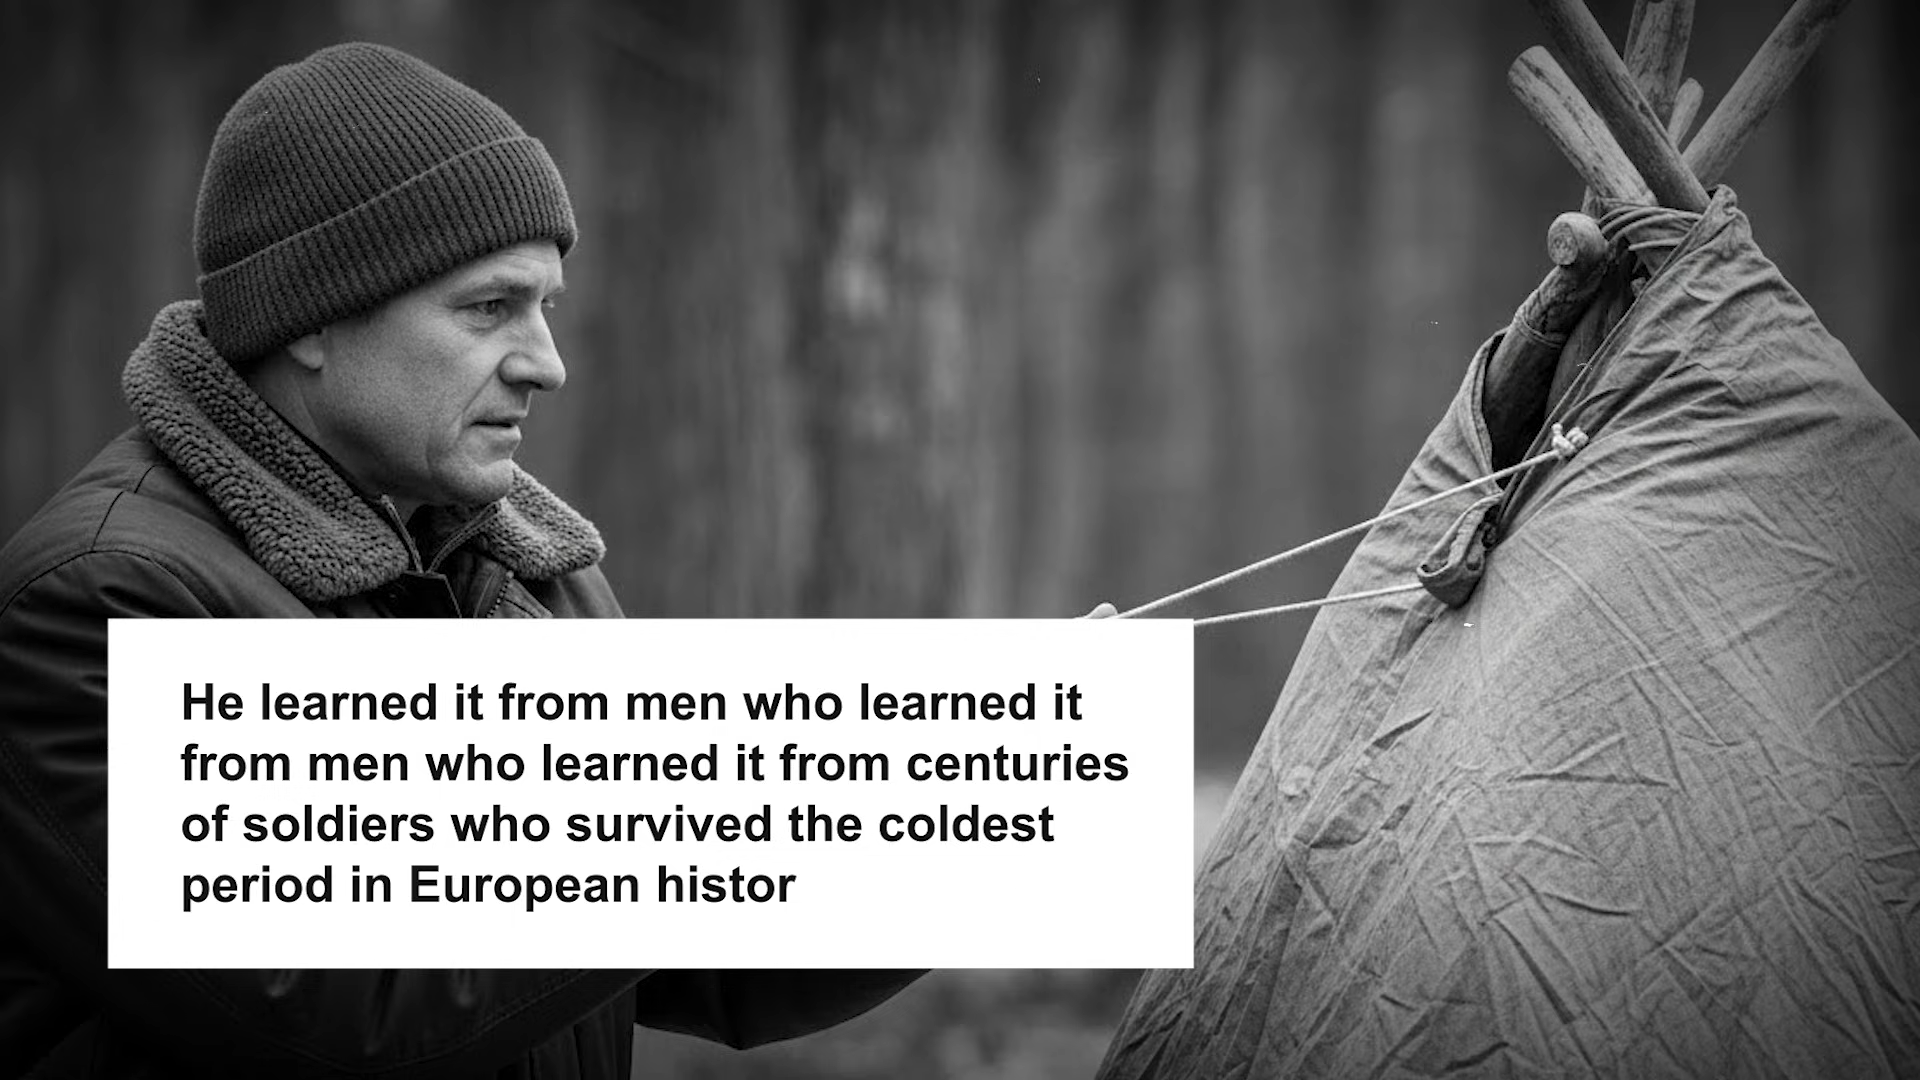 He learned it from men who learned it
from men who learned it from centuries
of soldiers who survived the coldest
period in European histor